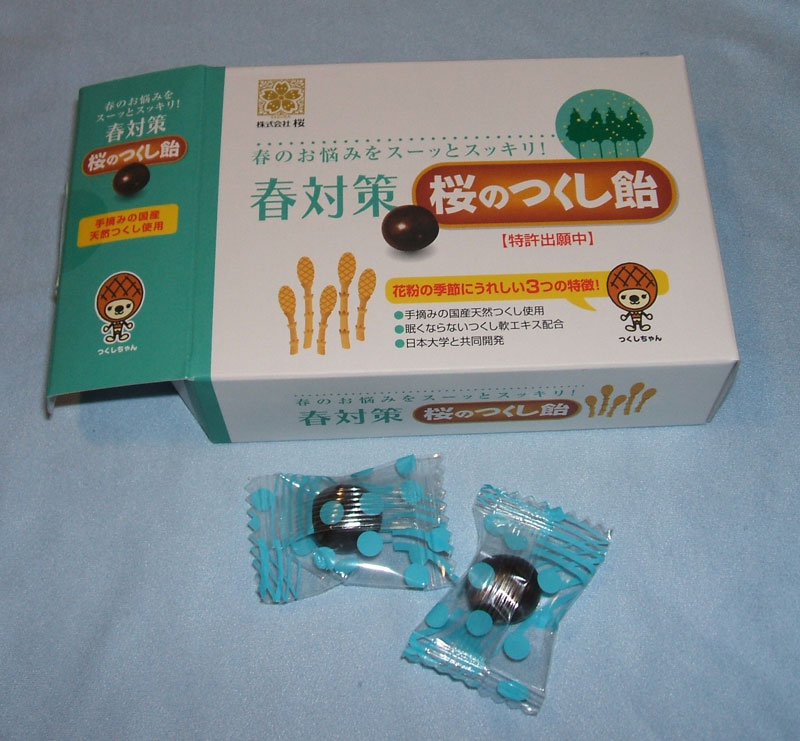 春のお悩みを
スーッとスッキリ!
春対策
桜のつくし飴
手摘みの国産
天然つくし使用
つくしちゃん
株式会社 桜
春のお悩みをスーッとスッキリ!
春対策 桜のつくし飴
【特許出願中】
花粉の季節にうれしい3つの特徴!
●手摘みの国産天然つくし使用
●眠くならないつくし軟エキス配合
●日本大学と共同開発
つくしちゃん
春のお悩みをスーッとスッキリ!
春対策 桜のつくし飴